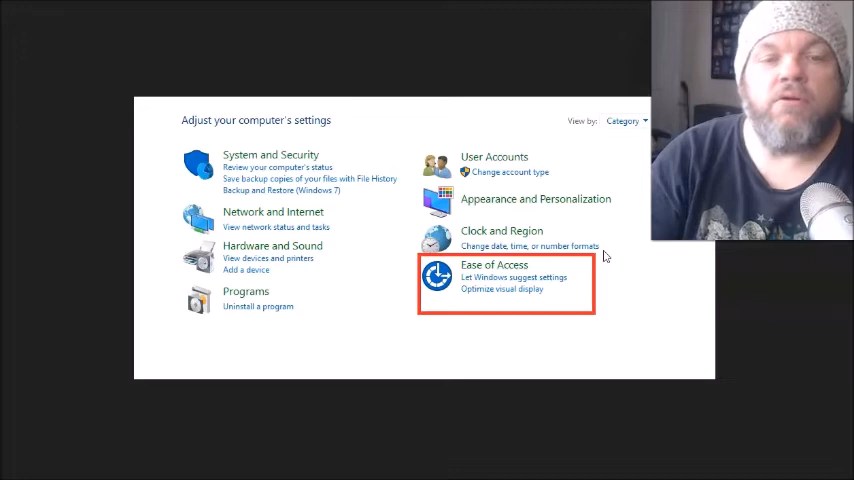 Adjust your computer's settings
View by: Category
System and Security
Review your computer's status
Save backup copies of your files with File History
Backup and Restore (Windows 7)
Network and Internet
View network status and tasks
Hardware and Sound
View devices and printers
Add a device
Programs
Uninstall a program
User Accounts
Change account type
Appearance and Personalization
Clock and Region
Change date, time, or number formats
Ease of Access
Let Windows suggest settings
Optimize visual display